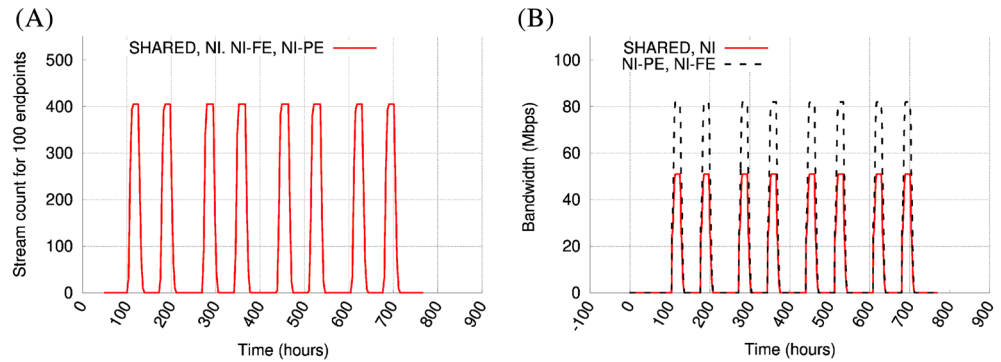 (A)
SHARED, NI. NI-FE, NI-PE
Stream count for 100 endpoints
500
400
300
200
100
0
0 100 200 300 400 500 600 700 800 900
Time (hours)
(B)
SHARED, NI
NI-PE, NI-FE
Bandwidth (Mbps)
100
80
60
40
20
0
-100 0 100 200 300 400 500 600 700 800 900
Time (hours)